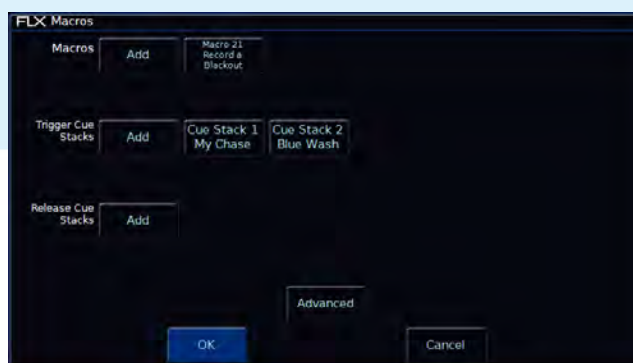 FLX Macros
Macros
Add
Macro 21
Record a
Blackout
Trigger Cue
Stacks
Add
Cue Stack 1
My Chase
Cue Stack 2
Blue Wash
Release Cue
Stacks
Add
Advanced
OK
Cancel